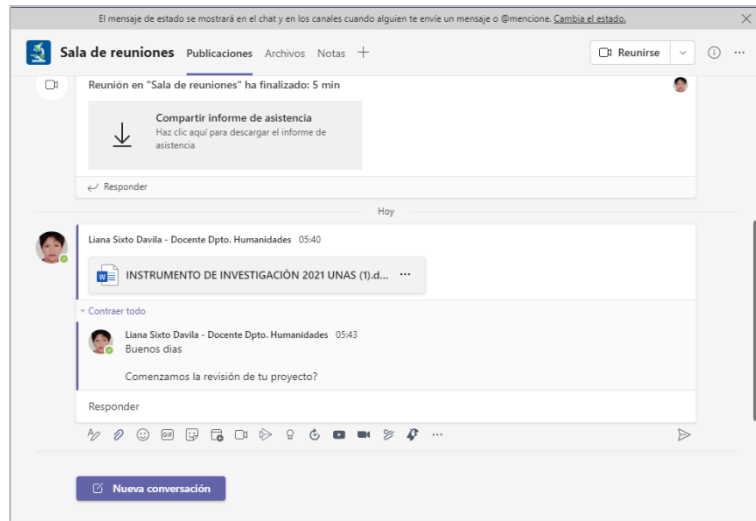 El mensaje de estado se mostrará en el chat y en los canales cuando alguien te envíe un mensaje o @mencione. Cambia el estado.
Sala de reuniones Publicaciones Archivos Notas
Reunirse
Reunión en "Sala de reuniones" ha finalizado: 5 min
Compartir informe de asistencia
Haz clic aquí para descargar el informe de
asistencia
Responder
Hoy
Liana Sixto Davila - Docente Dpto. Humanidades 05:40
INSTRUMENTO DE INVESTIGACIÓN 2021 UNAS (1).d...
Contraer todo
Liana Sixto Davila - Docente Dpto. Humanidades 05:43
Buenos dias
Comenzamos la revisión de tu proyecto?
Responder
GIF
Nueva conversación